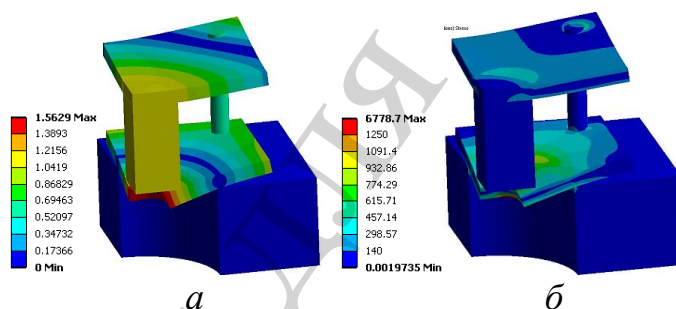 1.5629 Max
1.3893
1.2156
1.0419
0.86829
0.69463
0.52097
0.34732
0.17366
0 Min
а
6778.7 Max
1250
1091.4
932.86
774.29
615.71
457.14
298.57
140
0.0019735 Min
б